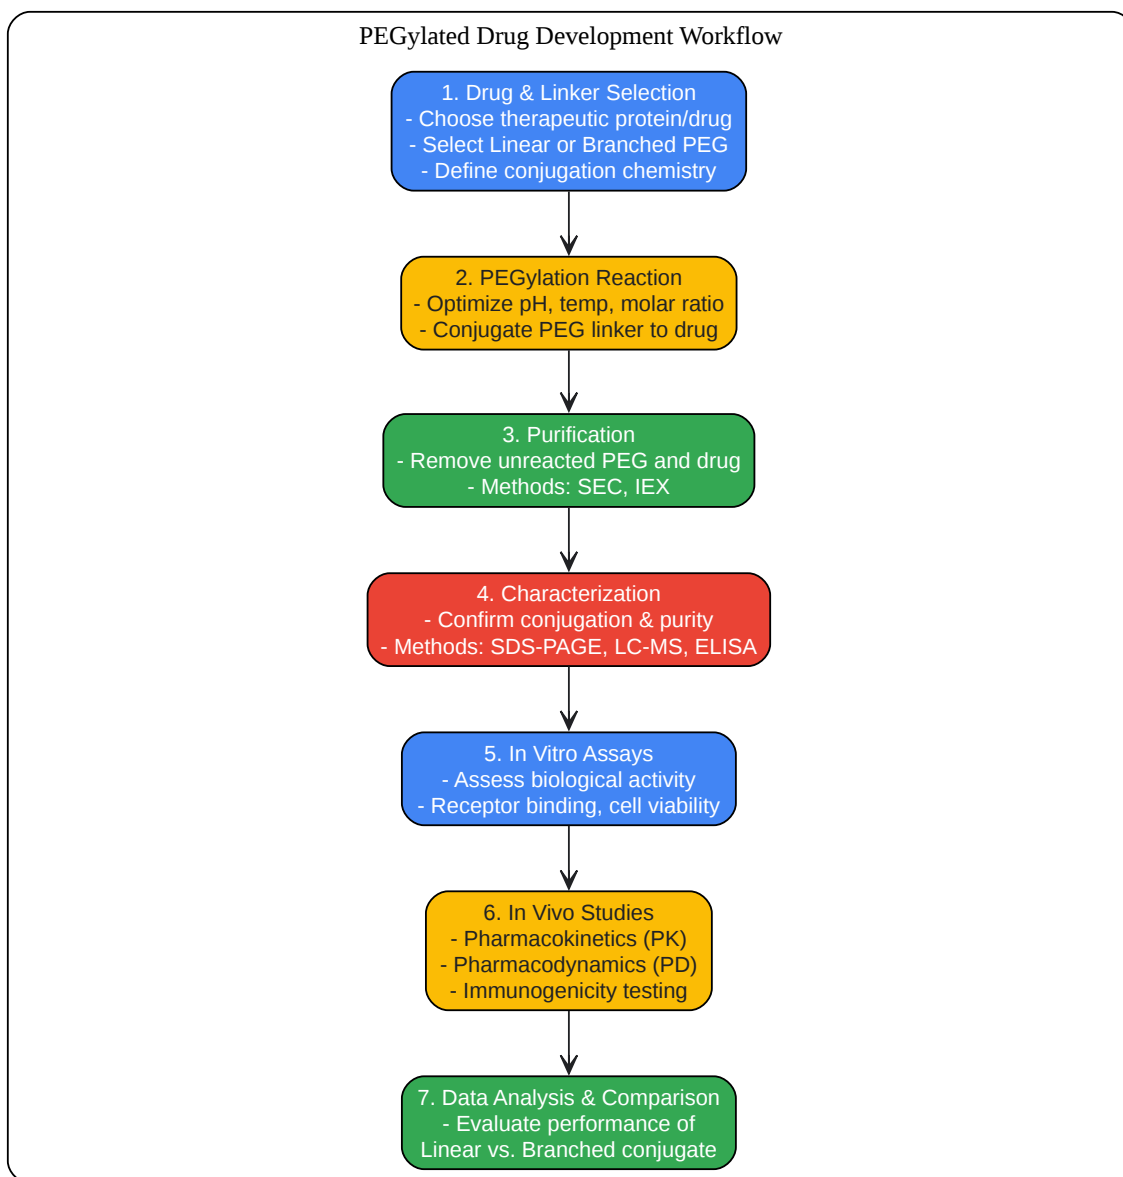 PEGylated Drug Development Workflow
1. Drug & Linker Selection
- Choose therapeutic protein/drug
- Select Linear or Branched PEG
- Define conjugation chemistry
2. PEGylation Reaction
- Optimize pH, temp, molar ratio
- Conjugate PEG linker to drug
3. Purification
- Remove unreacted PEG and drug
- Methods: SEC, IEX
4. Characterization
- Confirm conjugation & purity
- Methods: SDS-PAGE, LC-MS, ELISA
5. In Vitro Assays
- Assess biological activity
- Receptor binding, cell viability
6. In Vivo Studies
- Pharmacokinetics (PK)
- Pharmacodynamics (PD)
- Immunogenicity testing
7. Data Analysis & Comparison
- Evaluate performance of
Linear vs. Branched conjugate